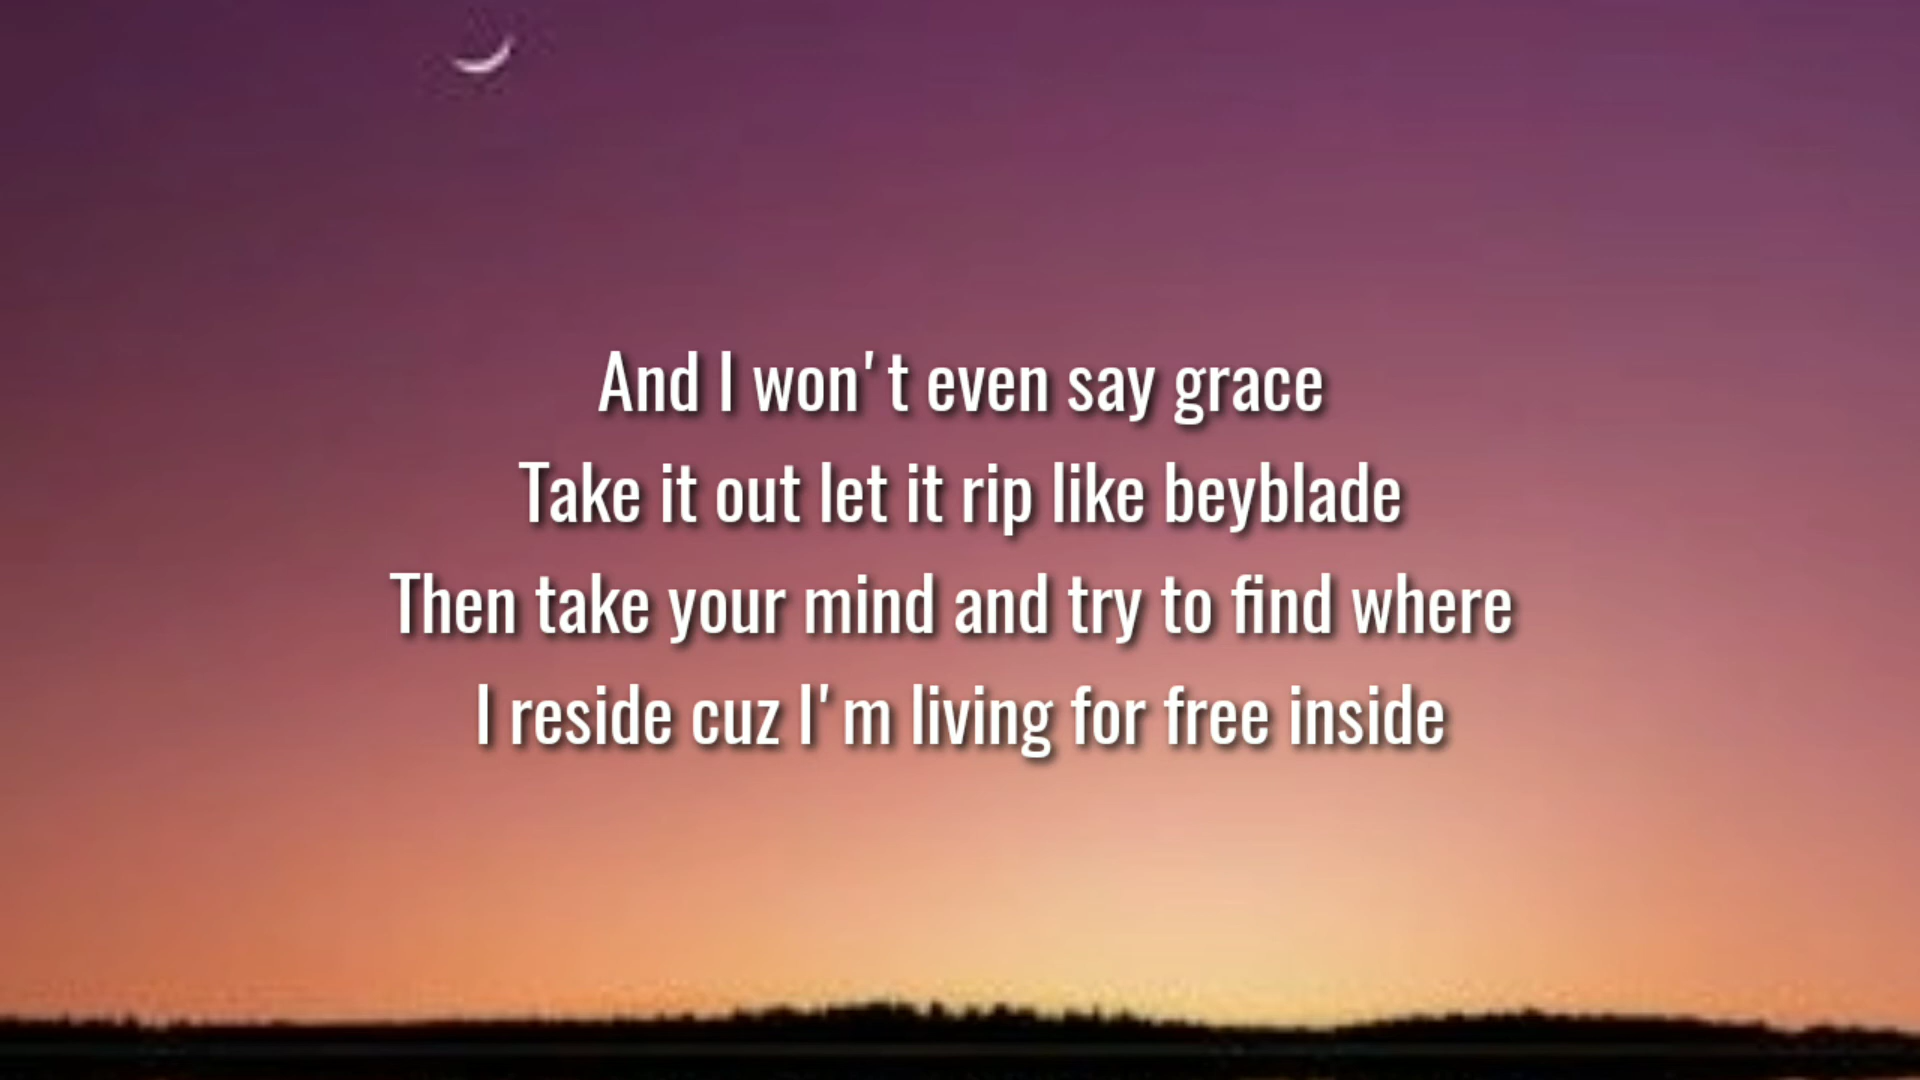 And I won't even say grace
Take it out let it rip like beyblade
Then take your mind and try to find where
I reside cuz I'm living for free inside